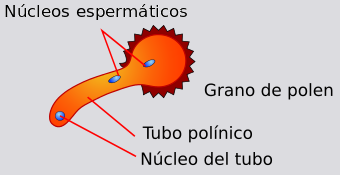 Núcleos espermáticos
Grano de polen
Tubo polínico
Núcleo del tubo